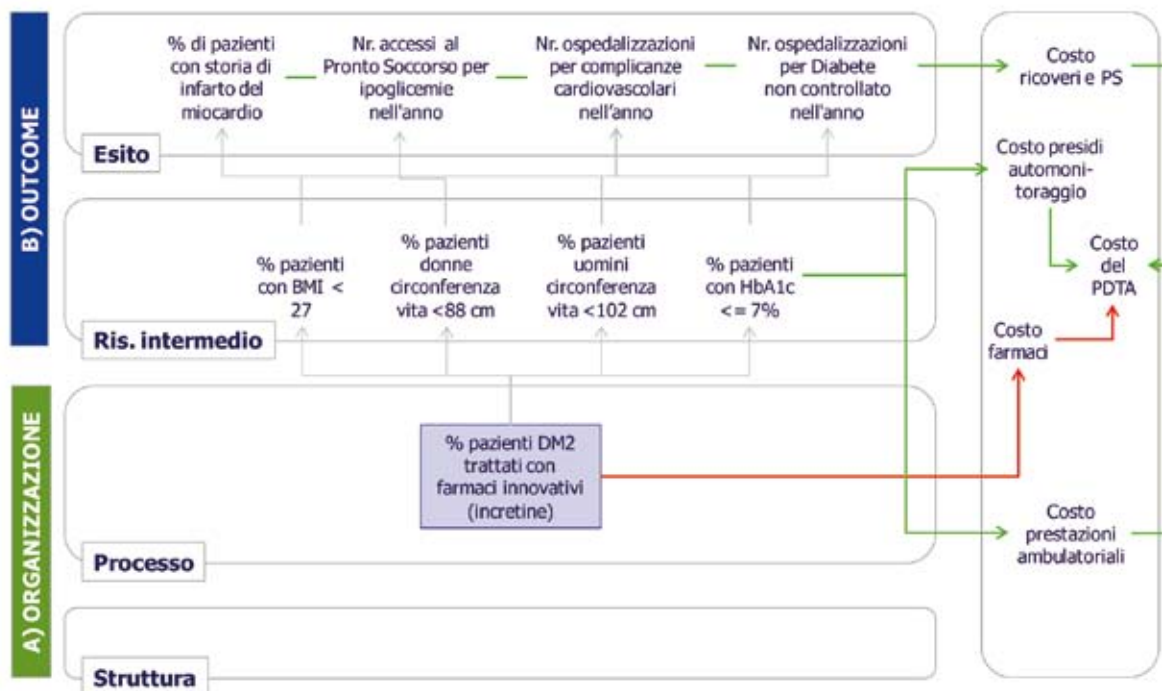 B) OUTCOME
% di pazienti
con storia di
infarto del
miocardio
Nr. accessi al
Pronto Soccorso per
ipoglicemie
nell'anno
Nr. ospedalizzazioni
per complicanze
cardiovascolari
nell'anno
Nr. ospedalizzazioni
per Diabete
non controllato
nell'anno
Esito
% pazienti
con BMI <
27
% pazienti
donne
circonferenza
vita <88 cm
% pazienti
uomini
circonferenza
vita <102 cm
% pazienti
con HbA1c
<= 7%
Ris. intermedio
A) ORGANIZZAZIONE
% pazienti DM2
trattati con
farmaci innovativi
(incretine)
Processo
Struttura
Costo
ricoveri e PS
Costo presidi
automoni-
toraggio
Costo
del
PDTA
Costo
farmaci
Costo
prestazioni
ambulatoriali